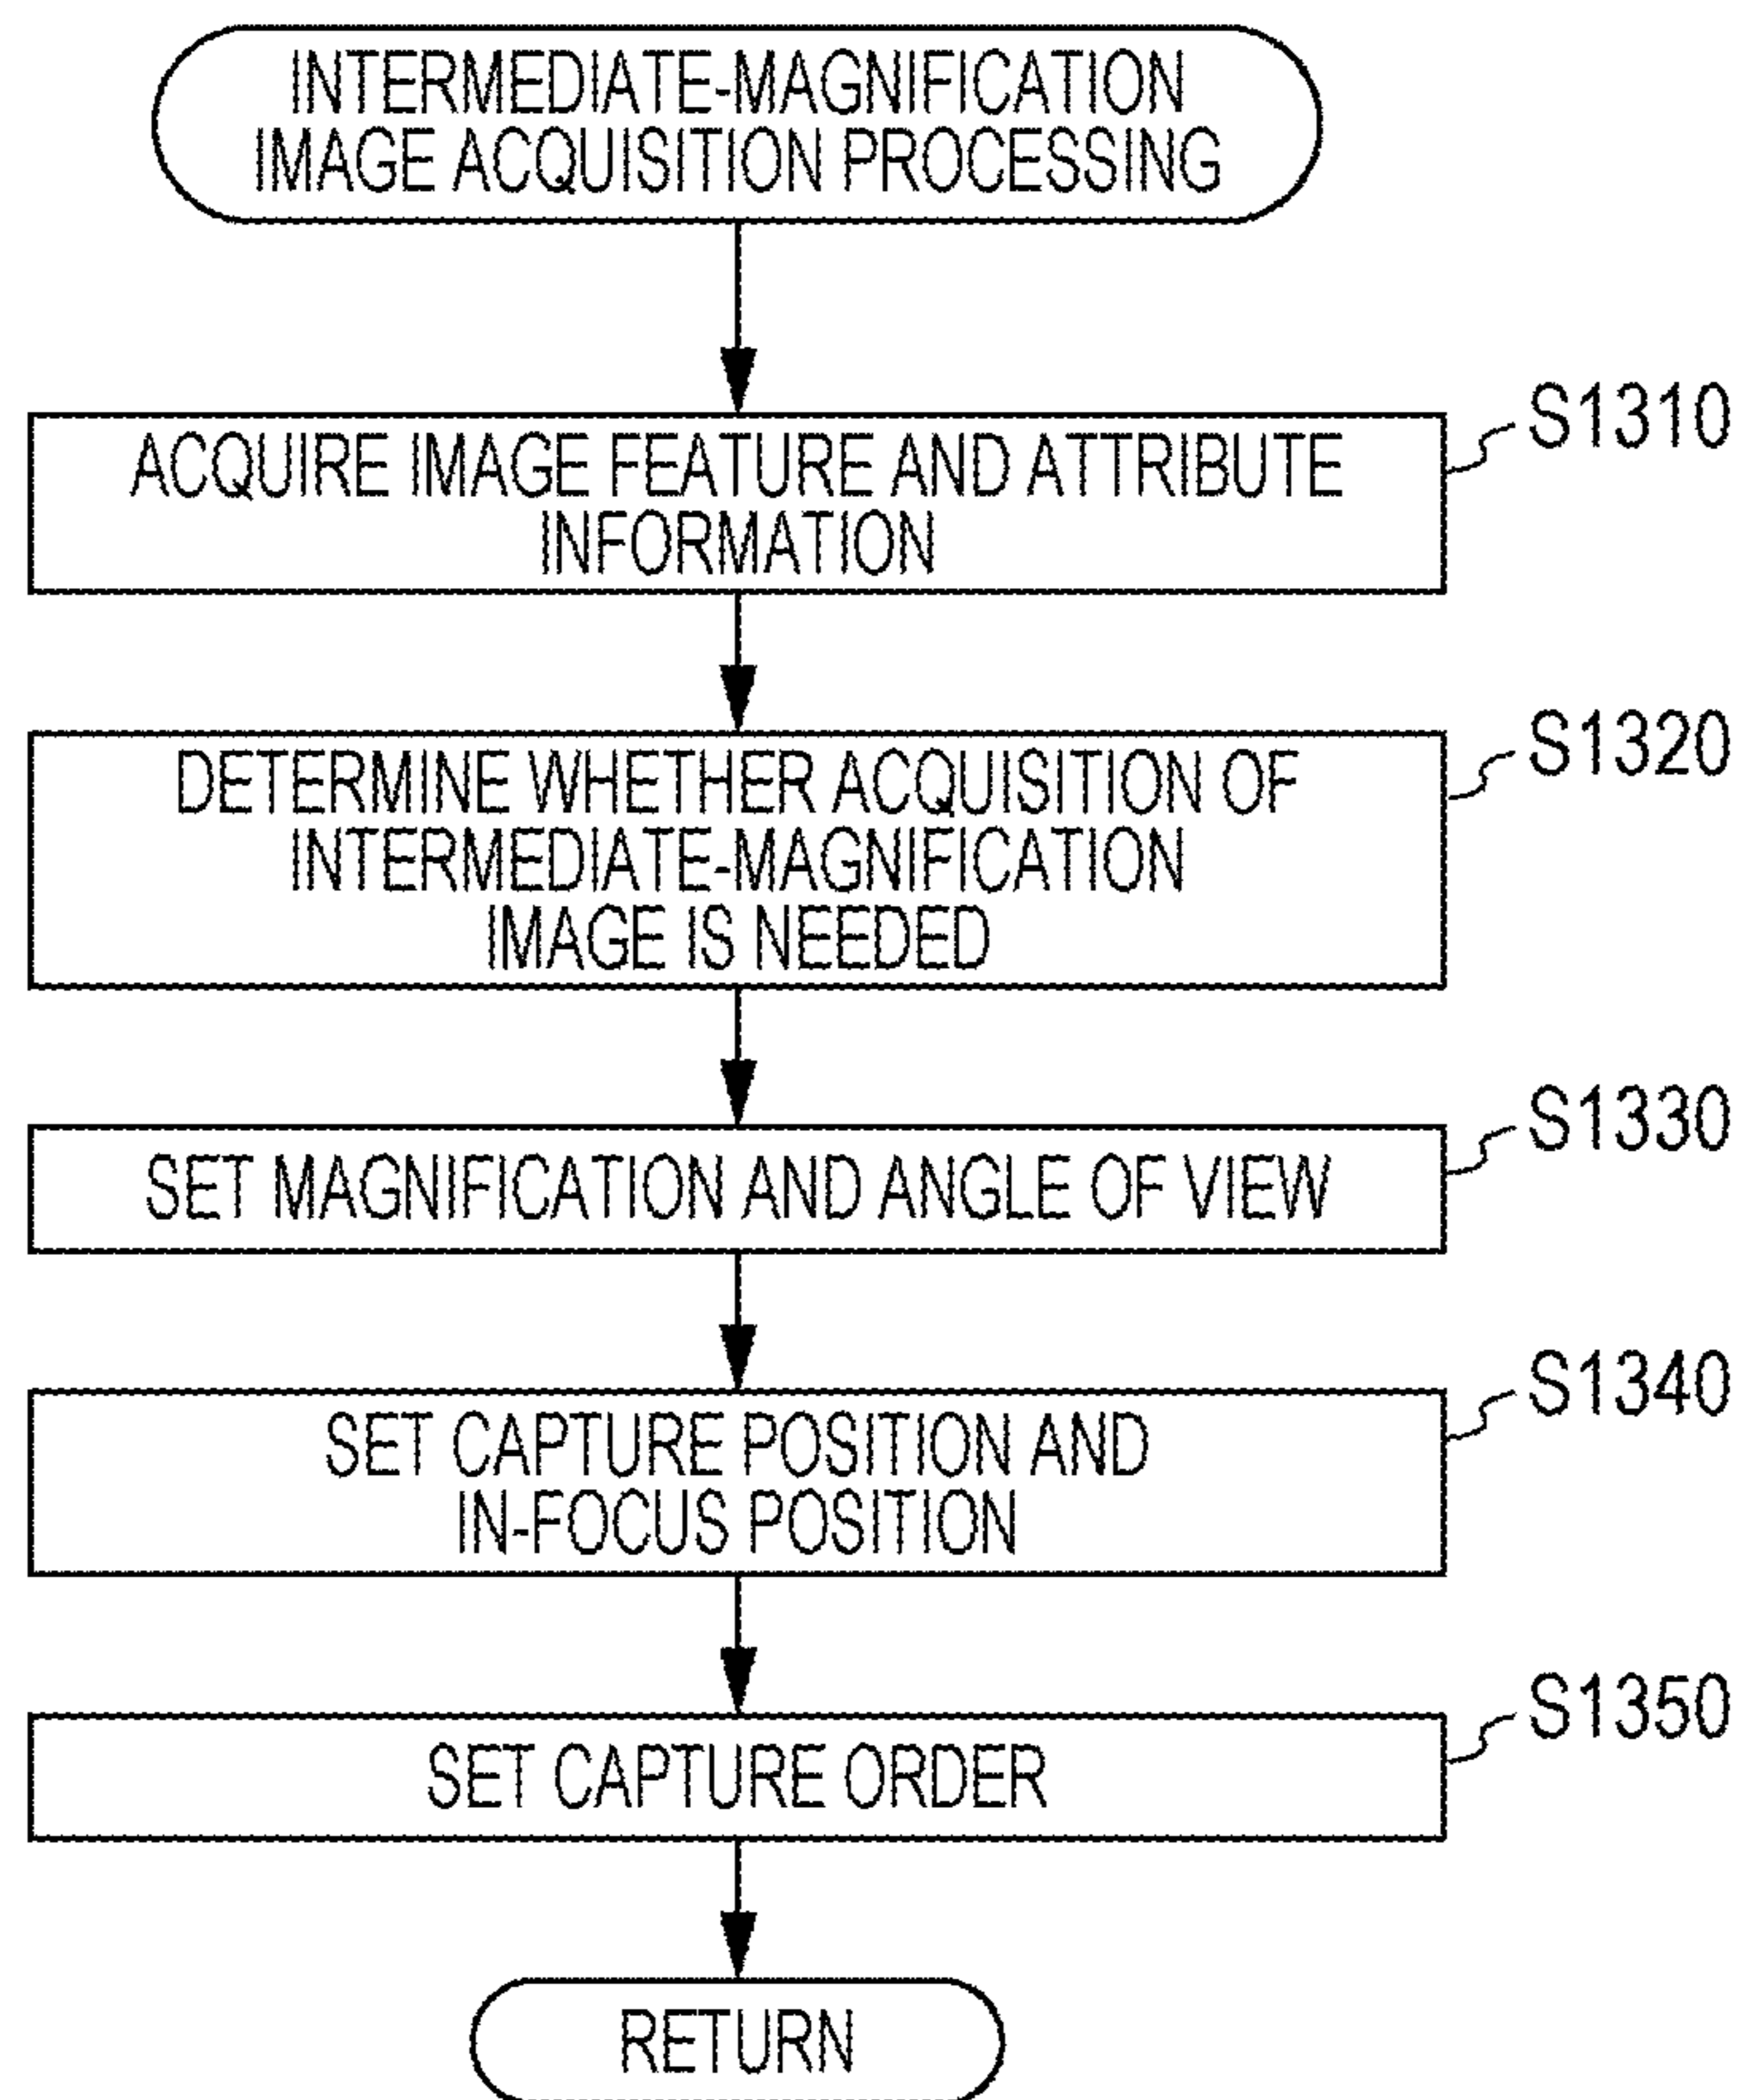 INTERMEDIATE-MAGNIFICATION
IMAGE ACQUISITION PROCESSING
S1310
ACQUIRE IMAGE FEATURE AND ATTRIBUTE
INFORMATION
S1320
DETERMINE WHETHER ACQUISITION OF
INTERMEDIATE-MAGNIFICATION
IMAGE IS NEEDED
S1330
SET MAGNIFICATION AND ANGLE OF VIEW
S1340
SET CAPTURE POSITION AND
IN-FOCUS POSITION
S1350
SET CAPTURE ORDER
RETURN